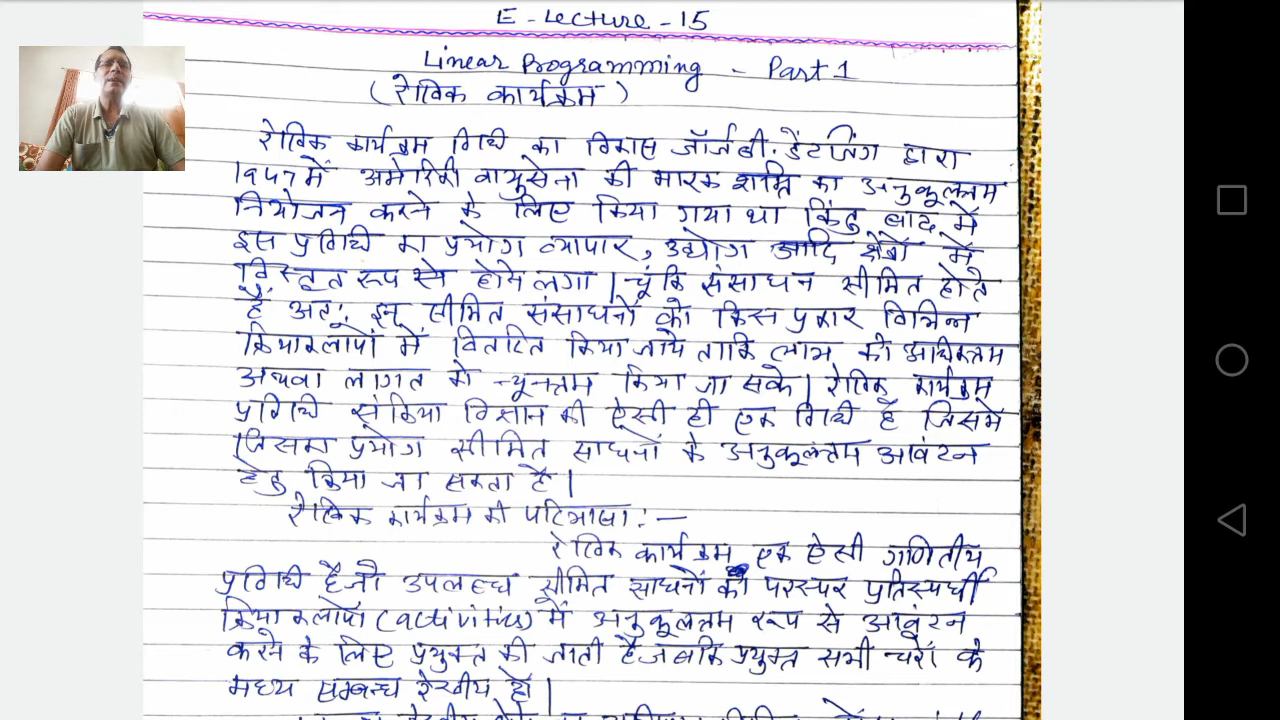 E-Lecture-15
Linear Programming - Part 1
(रैखिक कार्यक्रम)
रैखिक कार्यक्रम विधि का विकास जॉर्ज बी. डेंटजिंग द्वारा
1947 में अमेरिकी वायुसेना की मारक शक्ति का अनुकूलतम
नियोजन करने के लिए किया गया था किंतु बाद में
इस प्रविधि का प्रयोग व्यापार, उद्योग आदि क्षेत्रों में
विस्तृत रूप से होने लगा। चूंकि संसाधन सीमित होते
हैं अतः इन सीमित संसाधनों को किस प्रकार विभिन्न
क्रियाकलापों में वितरित किया जाये ताकि लाभ को अधिकतम
अथवा लागत को न्यूनतम किया जा सके। रैखिक कार्यक्रम
प्रविधि संक्रिया विज्ञान की ऐसी ही एक विधि है जिसमें
जिसका प्रयोग सीमित साधनों के अनुकूलतम आवंटन
हेतु किया जा सकता है।
रैखिक कार्यक्रम की परिभाषा:-
रैखिक कार्यक्रम एक ऐसी गणितीय
प्रविधि है जो उपलब्ध सीमित साधनों को परस्पर प्रतिस्पर्धी
क्रियाकलापों (activities) में अनुकूलतम रूप से आवंटन
करने के लिए प्रयुक्त की जाती है जबकि प्रयुक्त सभी चरों के
मध्य सम्बन्ध रेखीय हो।